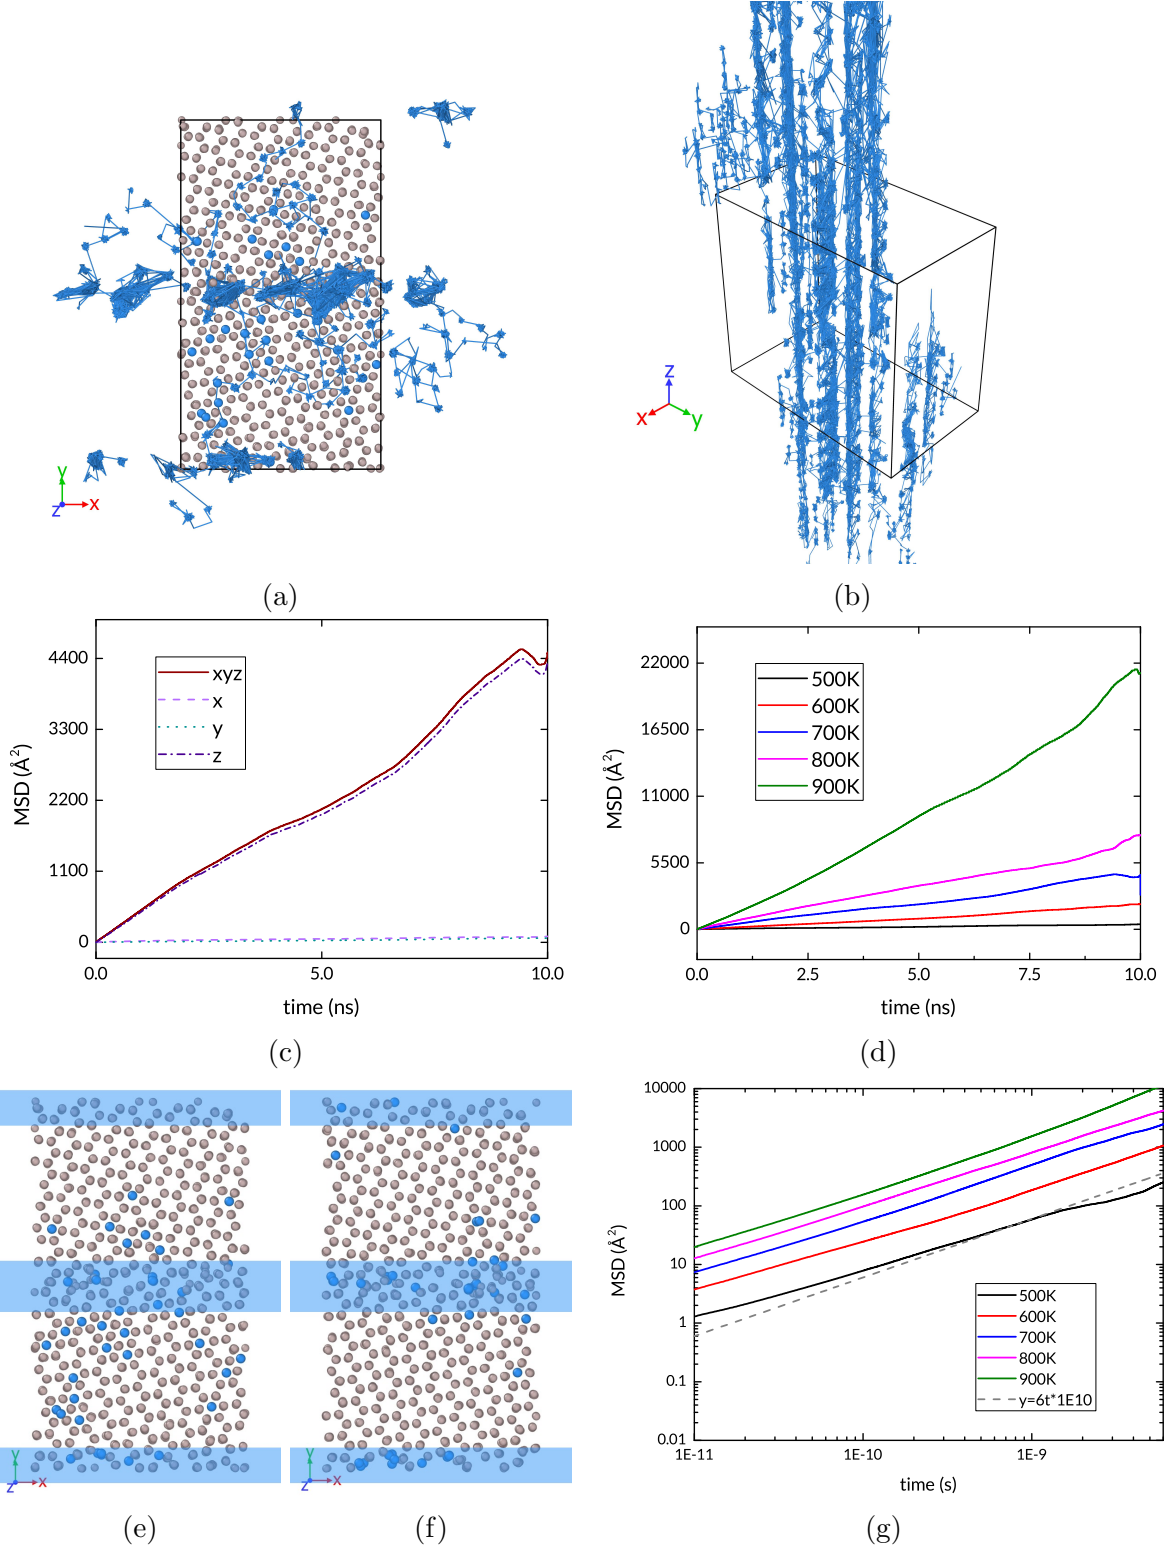 y
z
x
(a)
z
x
y
(b)
MSD (Å²)
4400
3300
2200
1100
0
xyz
x
y
z
0.0
5.0
10.0
time (ns)
(c)
MSD (Å²)
22000
16500
11000
5500
0
500K
600K
700K
800K
900K
0.0
2.5
5.0
7.5
10.0
time (ns)
(d)
y
z
x
(e)
y
z
x
(f)
MSD (Å²)
10000
1000
100
10
1
0.1
0.01
500K
600K
700K
800K
900K
y=6t*1E10
1E-11
1E-10
1E-9
time (s)
(g)